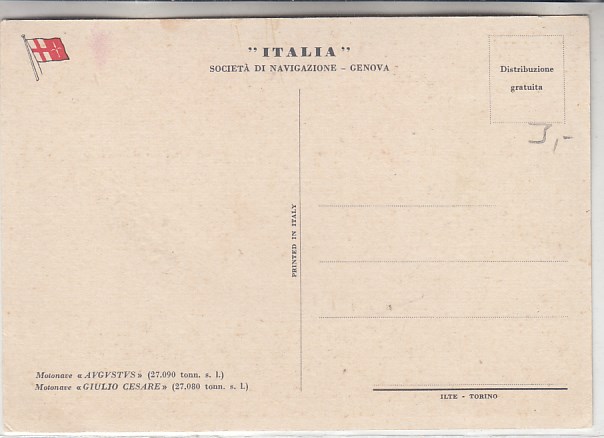 "ITALIA"
SOCIETÀ DI NAVIGAZIONE – GENOVA
Distribuzione
gratuita
3,-
PRINTED IN ITALY
Motonave «AVGVSTVS» (27.090 tonn. s. l.)
Motonave «GIULIO CESARE» (27.080 tonn. s. l.)
ILTE - TORINO